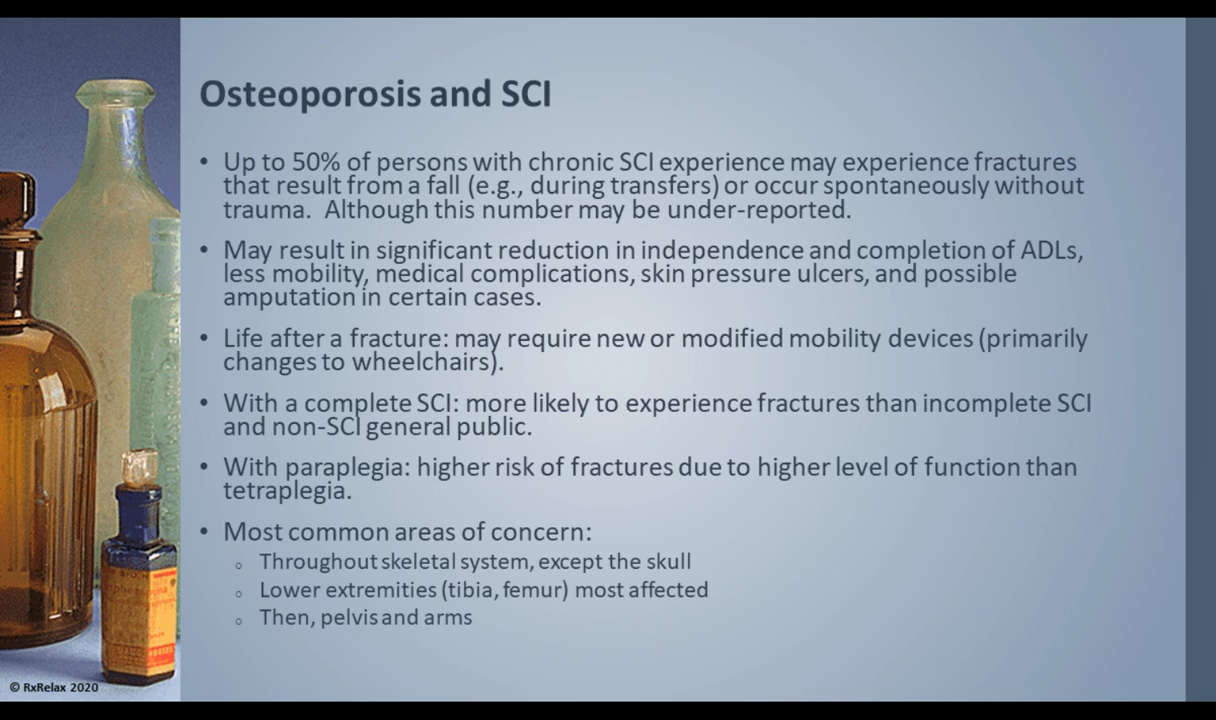 Osteoporosis and SCI
• Up to 50% of persons with chronic SCI experience may experience fractures
that result from a fall (e.g., during transfers) or occur spontaneously without
trauma.  Although this number may be under-reported.
• May result in significant reduction in independence and completion of ADLs,
less mobility, medical complications, skin pressure ulcers, and possible
amputation in certain cases.
• Life after a fracture: may require new or modified mobility devices (primarily
changes to wheelchairs).
• With a complete SCI: more likely to experience fractures than incomplete SCI
and non-SCI general public.
• With paraplegia: higher risk of fractures due to higher level of function than
tetraplegia.
• Most common areas of concern:
○ Throughout skeletal system, except the skull
○ Lower extremities (tibia, femur) most affected
○ Then, pelvis and arms
© RxRelax 2020